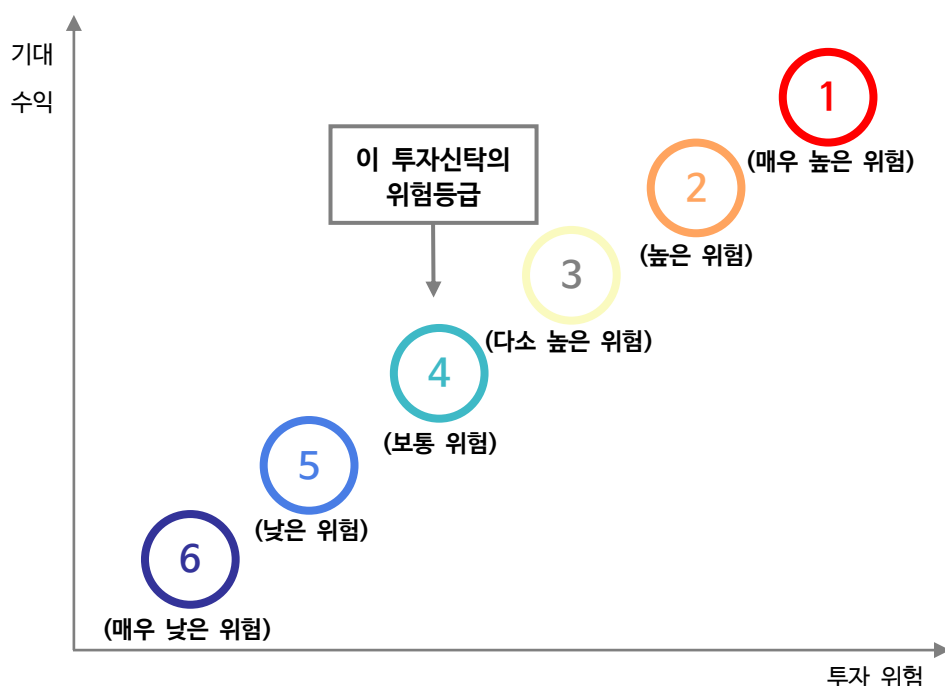 기대
수익
1
(매우 높은 위험)
이 투자신탁의
위험등급
2
(높은 위험)
3
(다소 높은 위험)
4
(보통 위험)
5
(낮은 위험)
6
(매우 낮은 위험)
투자 위험